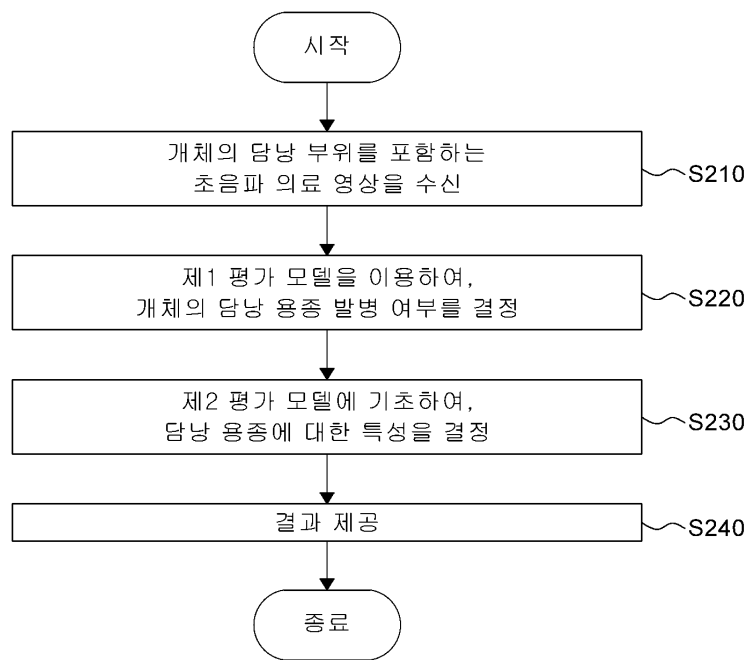 시작
개체의 담낭 부위를 포함하는
초음파 의료 영상을 수신
S210
제1 평가 모델을 이용하여,
개체의 담낭 용종 발병 여부를 결정
S220
제2 평가 모델에 기초하여,
담낭 용종에 대한 특성을 결정
S230
결과 제공
S240
종료